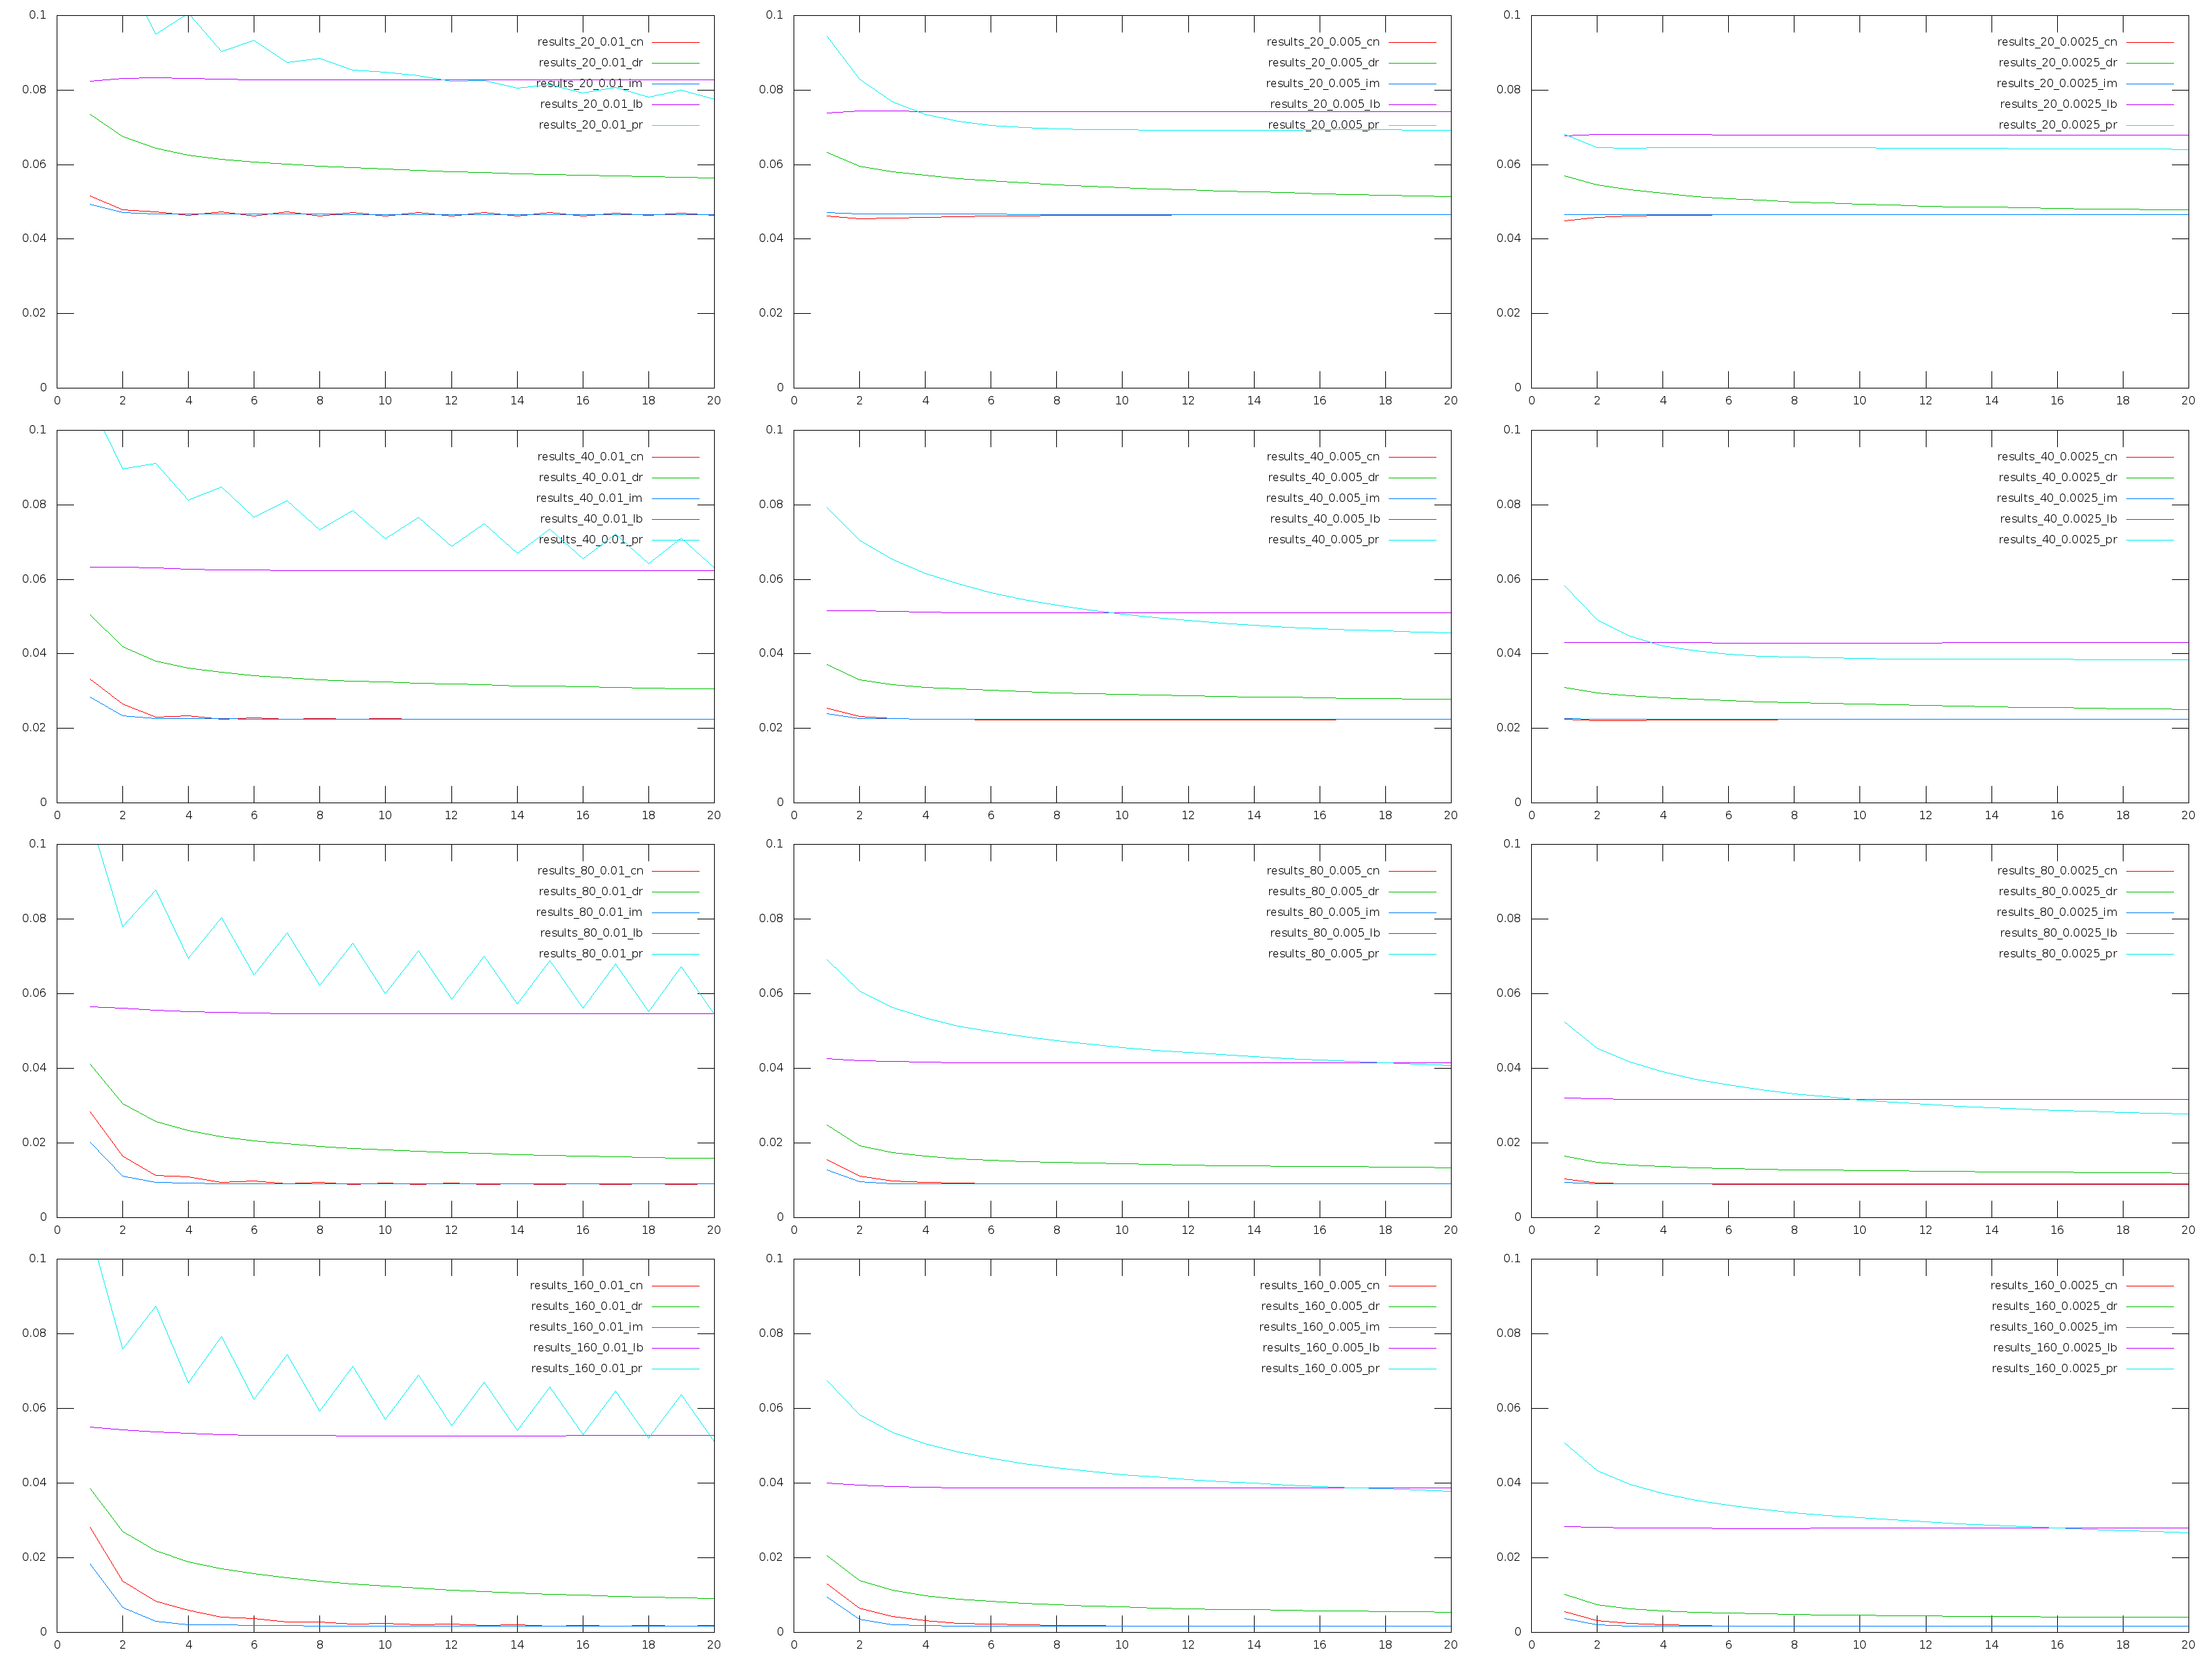 0.1
results_20_0.01_cn
results_20_0.01_dr
results_20_0.01_im
results_20_0.01_lb
results_20_0.01_pr
0.08
0.06
0.04
0.02
0
0 2 4 6 8 10 12 14 16 18 20
0.1
results_20_0.005_cn
results_20_0.005_dr
results_20_0.005_im
results_20_0.005_lb
results_20_0.005_pr
0.08
0.06
0.04
0.02
0
0 2 4 6 8 10 12 14 16 18 20
0.1
results_20_0.0025_cn
results_20_0.0025_dr
results_20_0.0025_im
results_20_0.0025_lb
results_20_0.0025_pr
0.08
0.06
0.04
0.02
0
0 2 4 6 8 10 12 14 16 18 20
0.1
results_40_0.01_cn
results_40_0.01_dr
results_40_0.01_im
results_40_0.01_lb
results_40_0.01_pr
0.08
0.06
0.04
0.02
0
0 2 4 6 8 10 12 14 16 18 20
0.1
results_40_0.005_cn
results_40_0.005_dr
results_40_0.005_im
results_40_0.005_lb
results_40_0.005_pr
0.08
0.06
0.04
0.02
0
0 2 4 6 8 10 12 14 16 18 20
0.1
results_40_0.0025_cn
results_40_0.0025_dr
results_40_0.0025_im
results_40_0.0025_lb
results_40_0.0025_pr
0.08
0.06
0.04
0.02
0
0 2 4 6 8 10 12 14 16 18 20
0.1
results_80_0.01_cn
results_80_0.01_dr
results_80_0.01_im
results_80_0.01_lb
results_80_0.01_pr
0.08
0.06
0.04
0.02
0
0 2 4 6 8 10 12 14 16 18 20
0.1
results_80_0.005_cn
results_80_0.005_dr
results_80_0.005_im
results_80_0.005_lb
results_80_0.005_pr
0.08
0.06
0.04
0.02
0
0 2 4 6 8 10 12 14 16 18 20
0.1
results_80_0.0025_cn
results_80_0.0025_dr
results_80_0.0025_im
results_80_0.0025_lb
results_80_0.0025_pr
0.08
0.06
0.04
0.02
0
0 2 4 6 8 10 12 14 16 18 20
0.1
results_160_0.01_cn
results_160_0.01_dr
results_160_0.01_im
results_160_0.01_lb
results_160_0.01_pr
0.08
0.06
0.04
0.02
0
0 2 4 6 8 10 12 14 16 18 20
0.1
results_160_0.005_cn
results_160_0.005_dr
results_160_0.005_im
results_160_0.005_lb
results_160_0.005_pr
0.08
0.06
0.04
0.02
0
0 2 4 6 8 10 12 14 16 18 20
0.1
results_160_0.0025_cn
results_160_0.0025_dr
results_160_0.0025_im
results_160_0.0025_lb
results_160_0.0025_pr
0.08
0.06
0.04
0.02
0
0 2 4 6 8 10 12 14 16 18 20